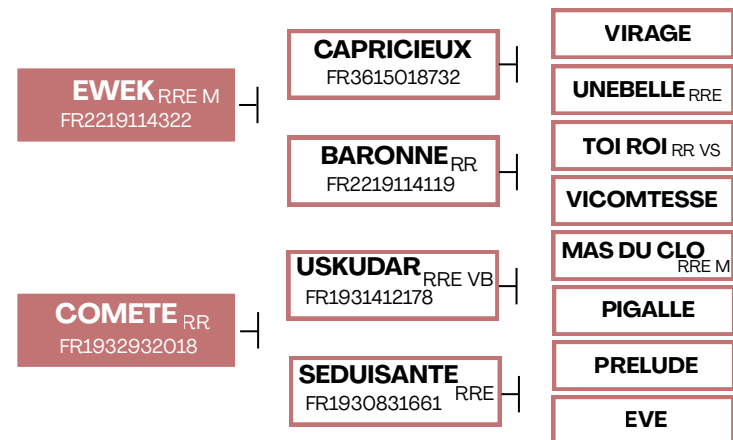 EWEK RRE M
FR2219114322
COMETE RR
FR1932932018
CAPRICIEUX
FR3615018732
BARONNE RR
FR2219114119
USKUDAR RRE VB
FR1931412178
SEDUISANTE RRE
FR1930831661
VIRAGE
UNEBELLE RRE
TOI ROI RR VS
VICOMTESSE
MAS DU CLO
RRE M
PIGALLE
PRELUDE
EVE